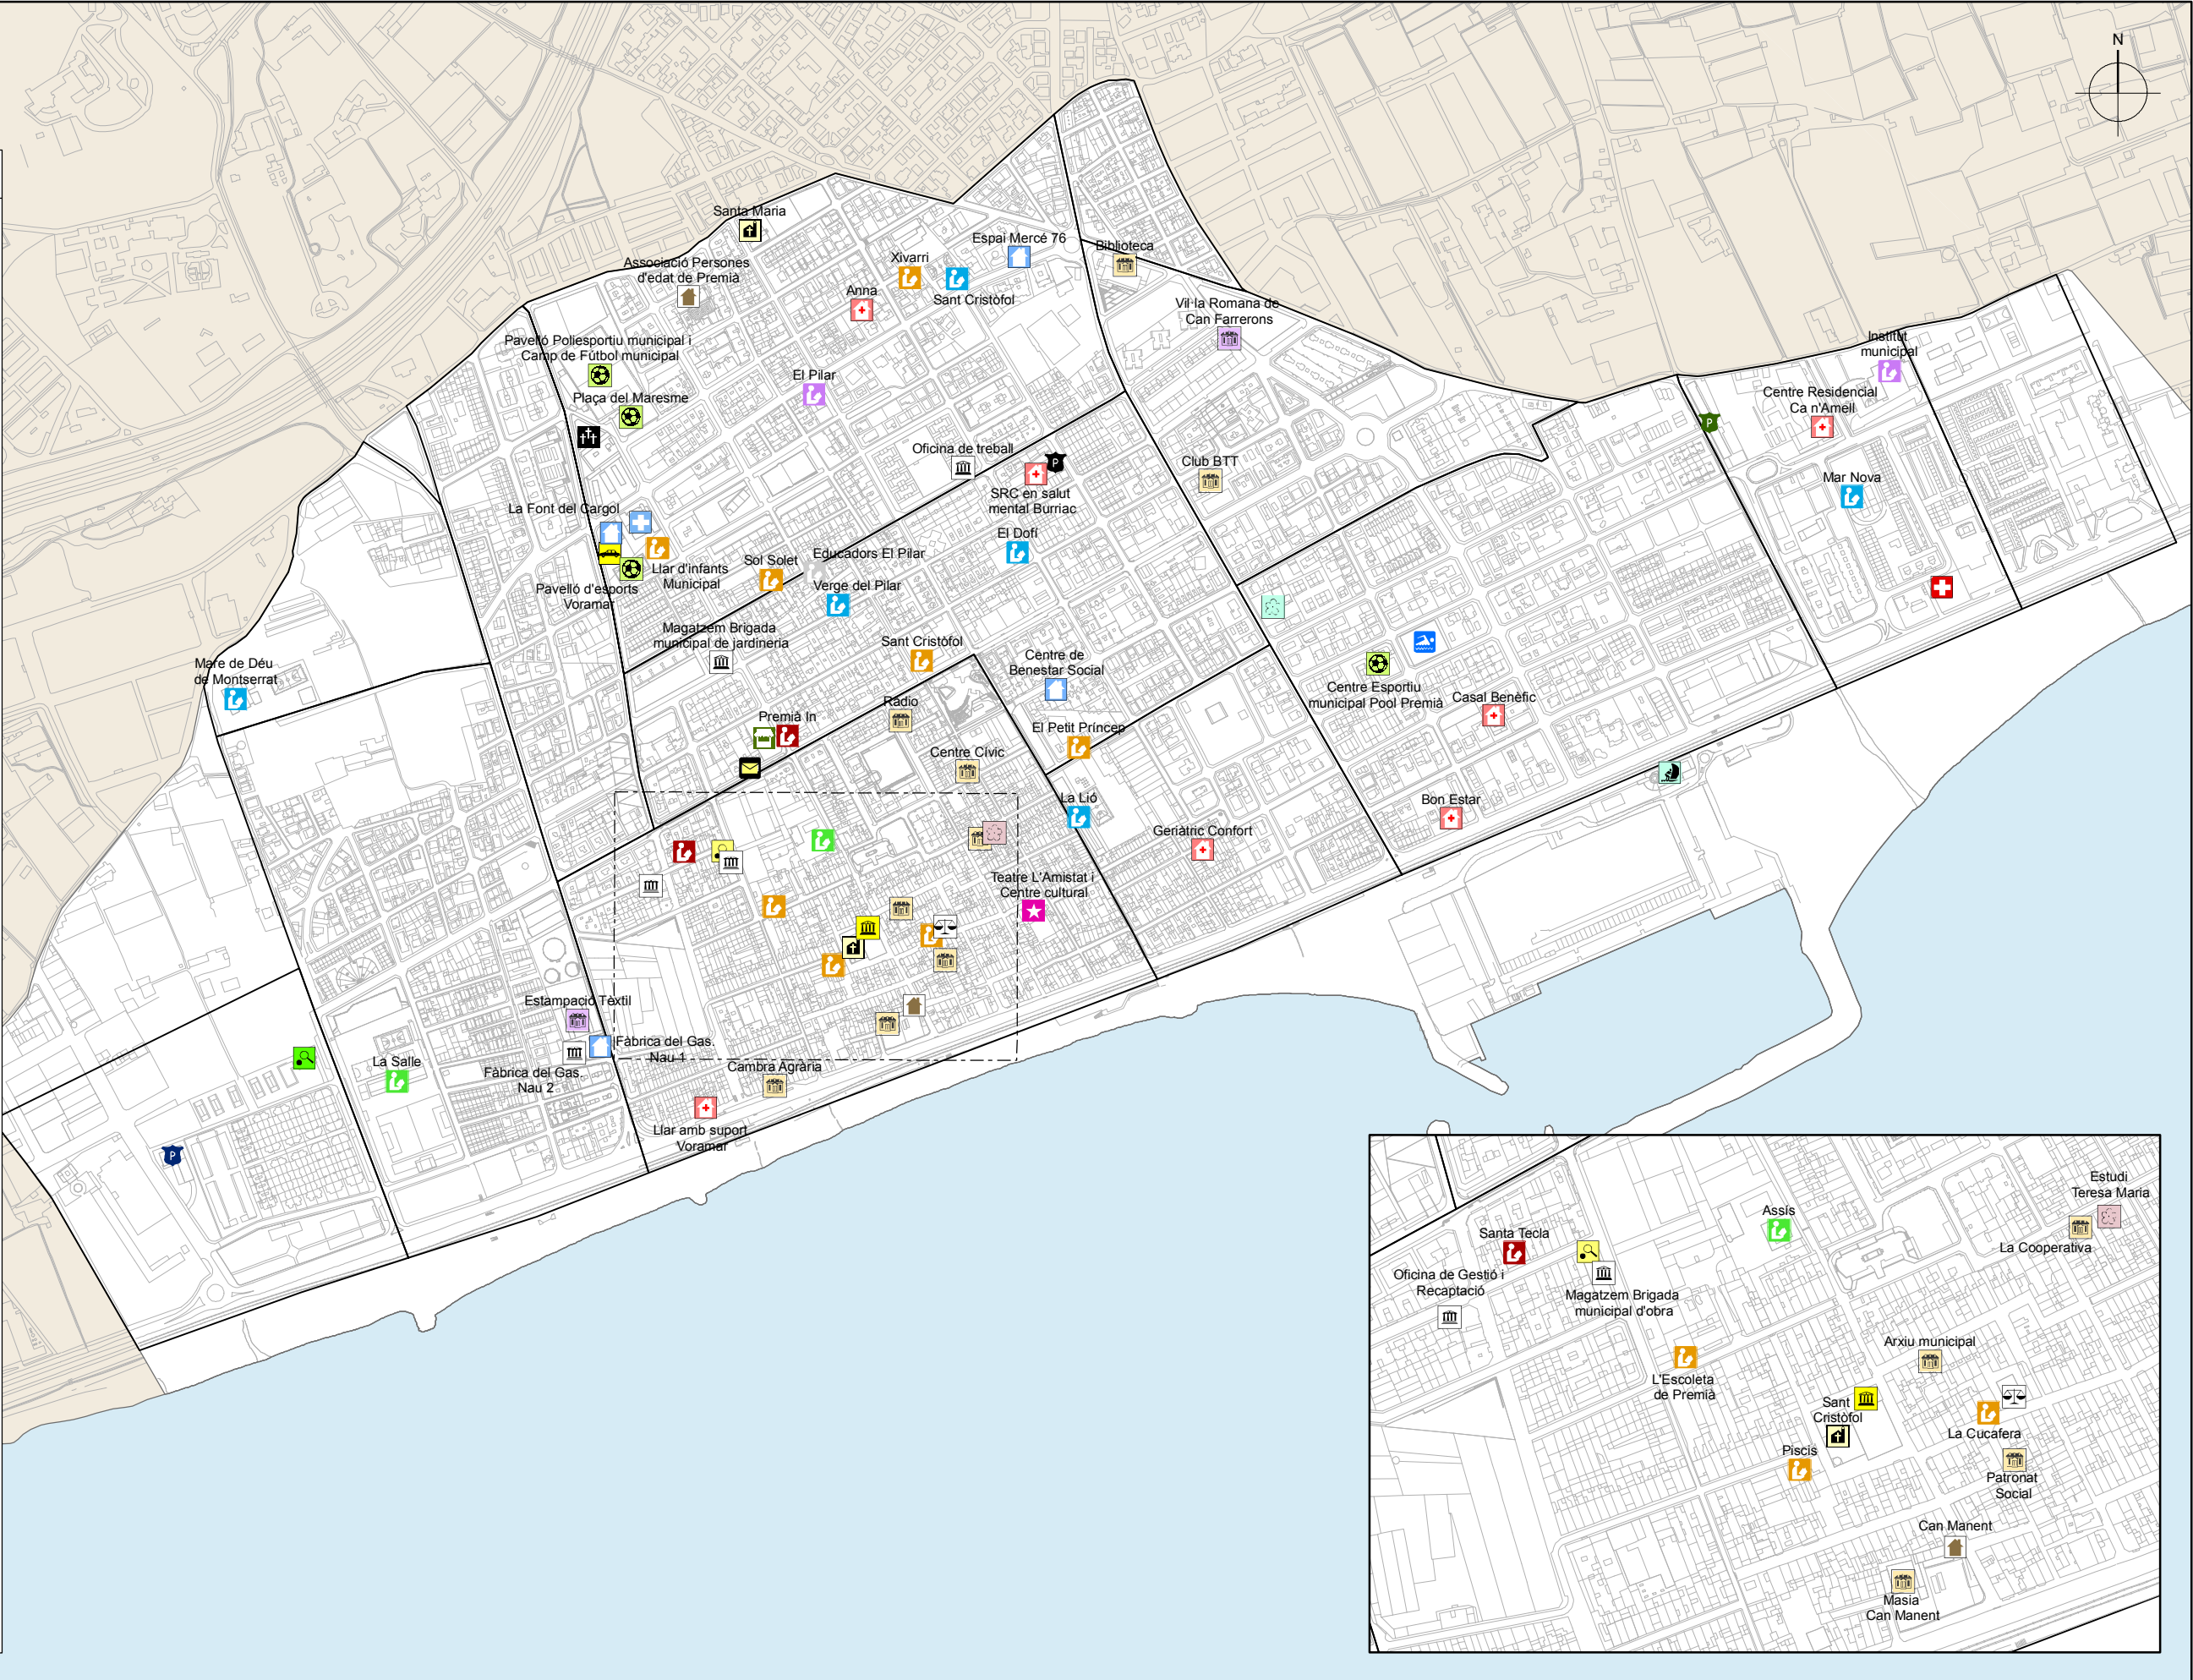 N
Santa Maria
Espai Mercé 76
Biblioteca
Xivarri
Associació Persones
d'edat de Premià
Anna
Sant Cristòfol
Vil·la Romana de
Can Farrerons
Pavelló Poliesportiu municipal i
Camp de Fútbol municipal
Institut
municipal
El Pilar
Plaça del Maresme
Centre Residencial
Ca n'Amell
P
Oficina de treball
P
Club BTT
SRC en salut
mental Burriac
Mar Nova
La Font del Cargol
El Dofí
Educadors El Pilar
Sol Solet
Llar d'infants
Municipal
Pavelló d'esports
Voramar
Verge del Pilar
Magatzem Brigada
municipal de jardineria
Sant Cristòfol
Centre de
Benestar Social
Mare de Déu
de Montserrat
Centre Esportiu
municipal Pool Premià
Casal Benèfic
Ràdio
Premià In
El Petit Príncep
Centre Cívic
La Lió
Bon Estar
Geriàtric Confort
Teatre L'Amistat i
Centre cultural
Estampació Tèxtil
Fàbrica del Gas.
Nau 1
La Salle
Fàbrica del Gas.
Nau 2
Cambra Agrària
Llar amb suport
Voramar
P
Estudi
Teresa Maria
Assís
Santa Tecla
La Cooperativa
Oficina de Gestió i
Recaptació
Magatzem Brigada
municipal d'obra
Arxiu municipal
L'Escoleta
de Premià
Sant
Cristòfol
La Cucafera
Piscis
Patronat
Social
Can Manent
Masia
Can Manent